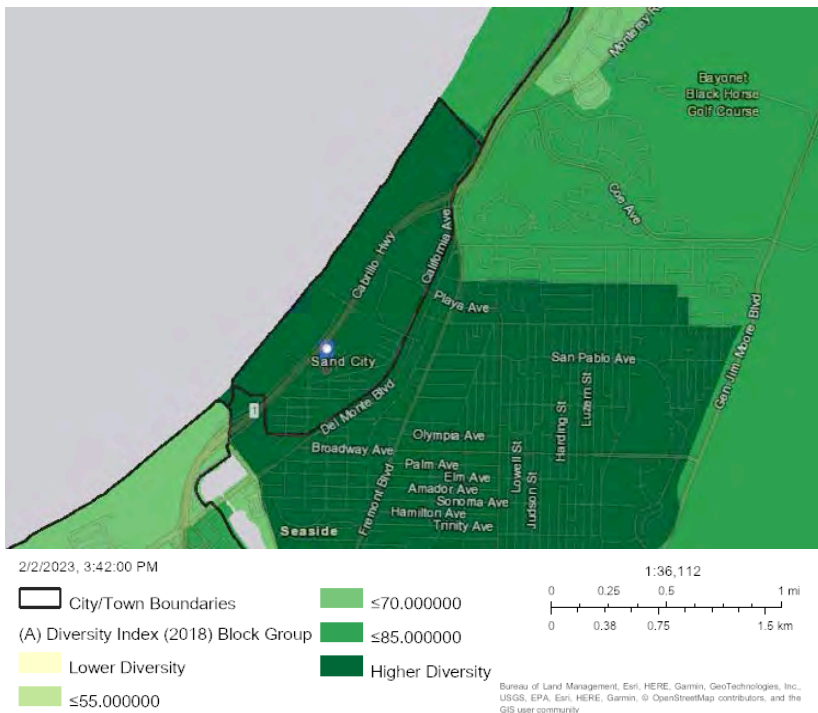 Monterey R
Bayonet
Black Horse
Golf Course
Coe Ave
California Ave
Cabrillo Hwy
Playa Ave
Gen Jim Moore Blvd
Sand City
San Pablo Ave
Luzern St
Harding St
1
Del Monte Blvd
Olympia Ave
Broadway Ave
Lowell St
Palm Ave
Elm Ave
Amador Ave
Judson St
Sonoma Ave
Fremont Blvd
Hamilton Ave
Trinity Ave
Seaside
2/2/2023, 3:42:00 PM
City/Town Boundaries
(A) Diversity Index (2018) Block Group
Lower Diversity
≤55.000000
≤70.000000
≤85.000000
Higher Diversity
1:36,112
0 0.25 0.5 1 mi
0 0.38 0.75 1.5 km
Bureau of Land Management, Esri, HERE, Garmin, GeoTechnologies, Inc.,
USGS, EPA, Esri, HERE, Garmin, © OpenStreetMap contributors, and the
GIS user community